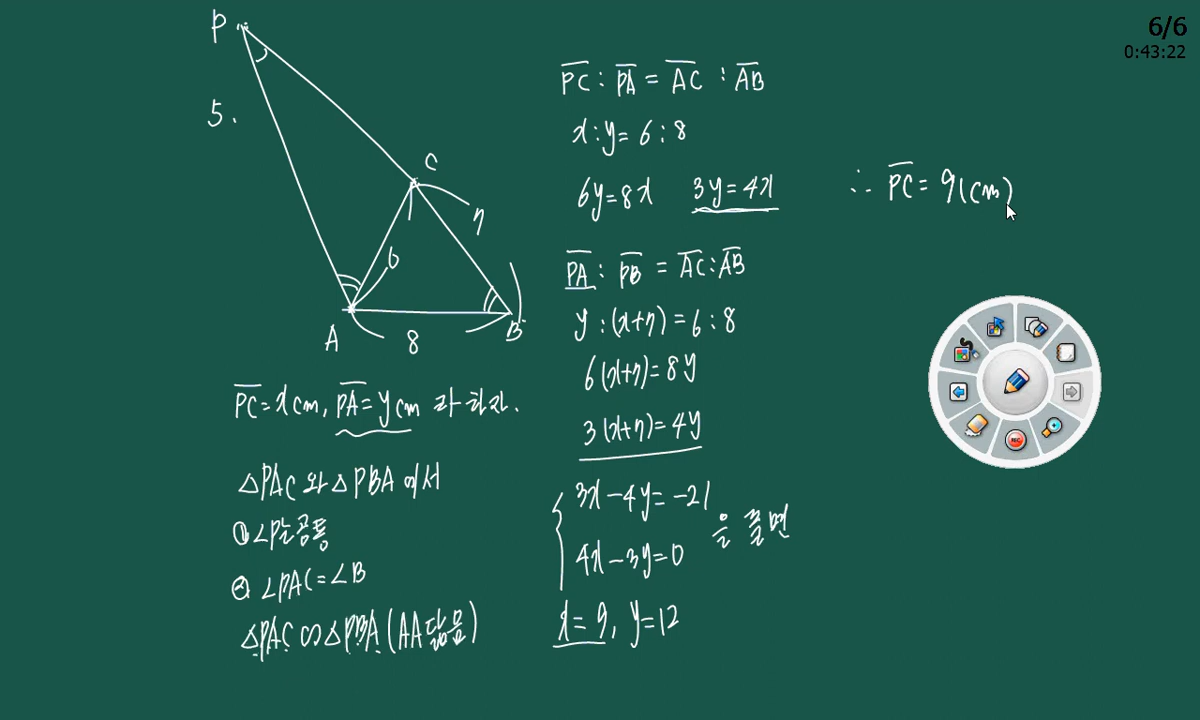 6/6
0:43:22
5.
P
C
7
6
A
8
B
PC = x cm, PA = y cm 라 하자.
△PAC 와 △PBA 에서
① ∠P는 공통
② ∠PAC = ∠B
△PAC ∽ △PBA (AA 닮음)
PC : PA = AC : AB
x : y = 6 : 8
6y = 8x 3y = 4x
PA : PB = AC : AB
y : (x+7) = 6 : 8
6(x+7) = 8y
3(x+7) = 4y
3x - 4y = -21
4x - 3y = 0
을 풀면
x = 9, y = 12
∴ PC = 9(cm)
REC